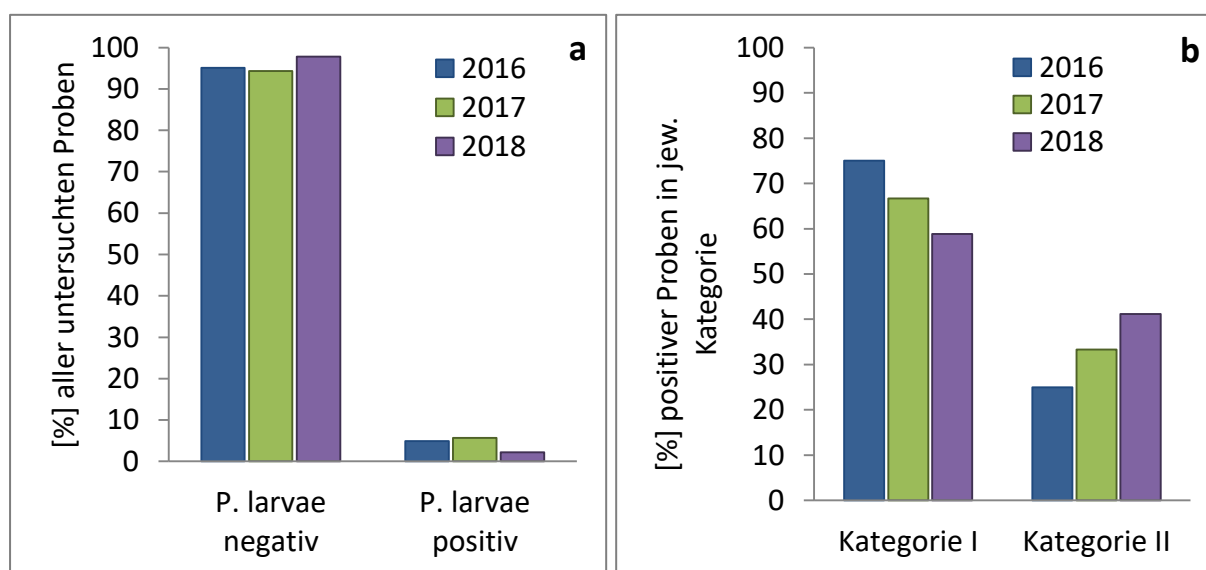 a
[%] aller untersuchten Proben
100
90
80
70
60
50
40
30
20
10
0
2016
2017
2018
P. larvae
negativ
P. larvae
positiv
b
[%] positiver Proben in jew.
Kategorie
100
90
80
70
60
50
40
30
20
10
0
2016
2017
2018
Kategorie I
Kategorie II